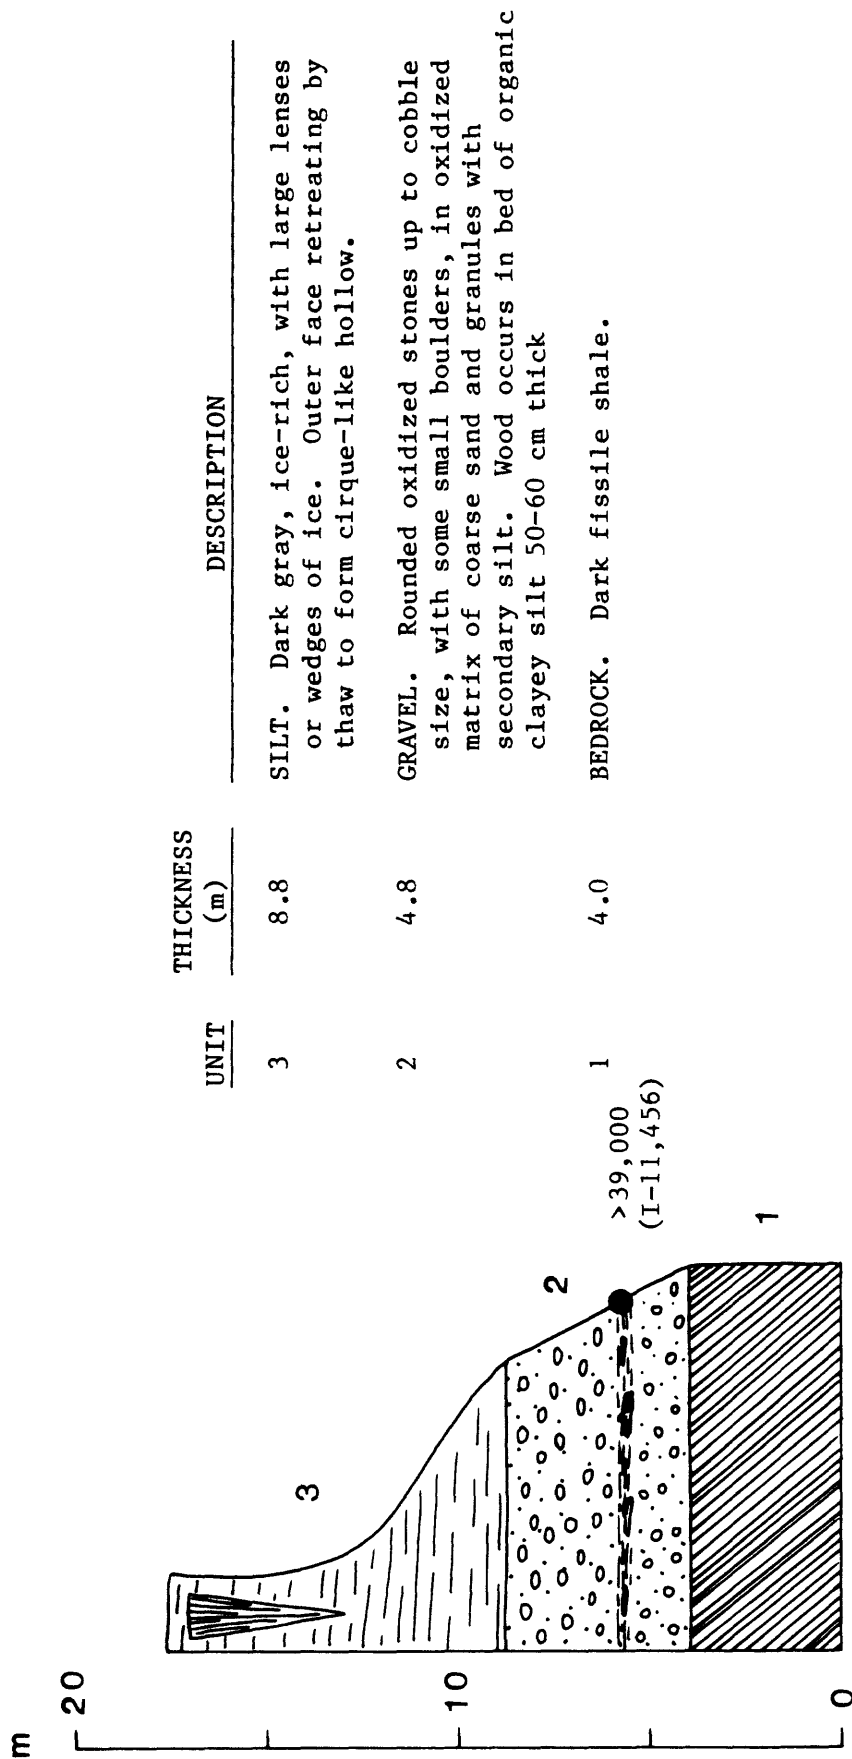 m
20
10
0
3
2
1
>39,000
(I-11,456)
UNIT
THICKNESS
(m)
DESCRIPTION
3
8.8
SILT. Dark gray, ice-rich, with large lenses
or wedges of ice. Outer face retreating by
thaw to form cirque-like hollow.
2
4.8
GRAVEL. Rounded oxidized stones up to cobble
size, with some small boulders, in oxidized
matrix of coarse sand and granules with
secondary silt. Wood occurs in bed of organic
clayey silt 50-60 cm thick
1
4.0
BEDROCK. Dark fissile shale.